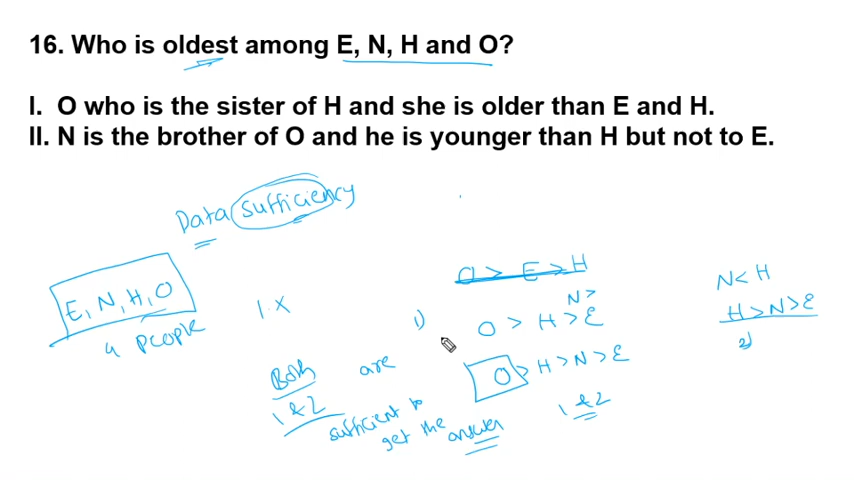 16. Who is oldest among E, N, H and O?
I. O who is the sister of H and she is older than E and H.
II. N is the brother of O and he is younger than H but not to E.
Data sufficiency
E, N, H, O
4 people
1. X
Both are
1 & 2
sufficient to
get the answer
O > E > H
N >
1) O > H > E
O > H > N > E
1 & 2
N < H
H > N > E
2)